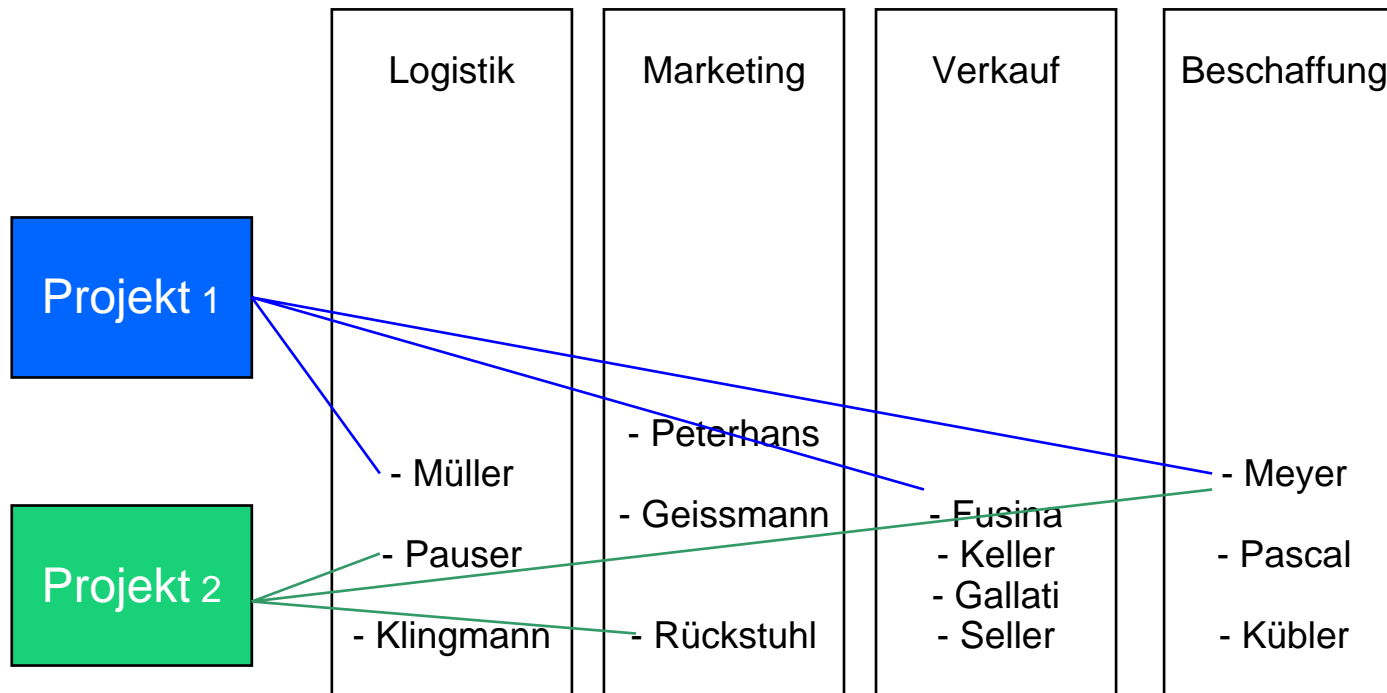 Logistik
Marketing
Verkauf
Beschaffung
Projekt 1
Projekt 2
- Müller
- Pauser
- Klingmann
- Peterhans
- Geissmann
- Rückstuhl
- Fusina
- Keller
- Gallati
- Seller
- Meyer
- Pascal
- Kübler